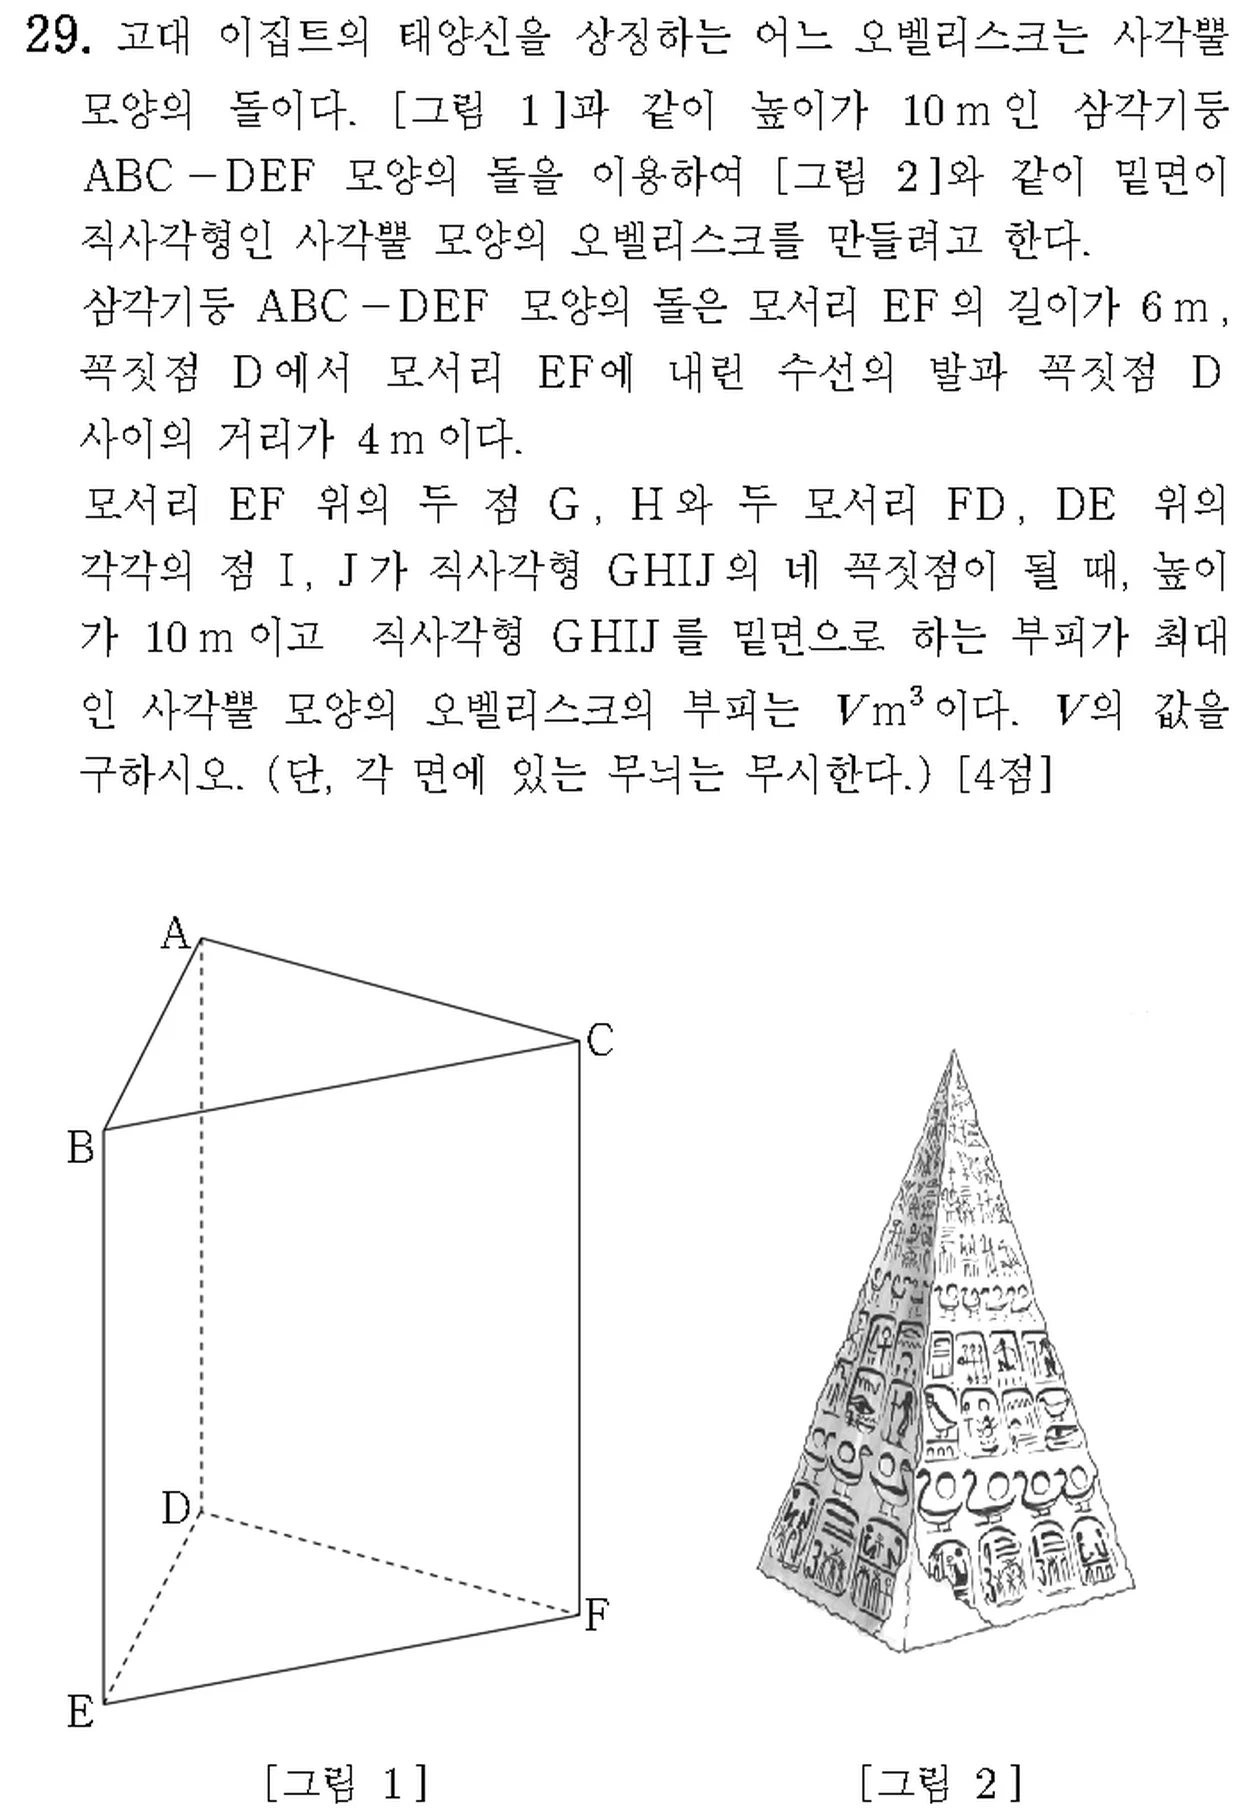 29. 고대 이집트의 태양신을 상징하는 어느 오벨리스크는 사각뿔
모양의 돌이다. [그림 1]과 같이 높이가 10 m 인 삼각기둥
ABC-DEF 모양의 돌을 이용하여 [그림 2]와 같이 밑면이
직사각형인 사각뿔 모양의 오벨리스크를 만들려고 한다.
삼각기둥 ABC-DEF 모양의 돌은 모서리 EF의 길이가 6 m,
꼭짓점 D에서 모서리 EF에 내린 수선의 발과 꼭짓점 D
사이의 거리가 4 m 이다.
모서리 EF 위의 두 점 G, H와 두 모서리 FD, DE 위의
각각의 점 I, J가 직사각형 GHIJ의 네 꼭짓점이 될 때, 높이
가 10 m 이고 직사각형 GHIJ를 밑면으로 하는 부피가 최대
인 사각뿔 모양의 오벨리스크의 부피는 V m³이다. V의 값을
구하시오. (단, 각 면에 있는 무늬는 무시한다.) [4점]
A
C
B
D
F
E
[그림 1]
[그림 2]